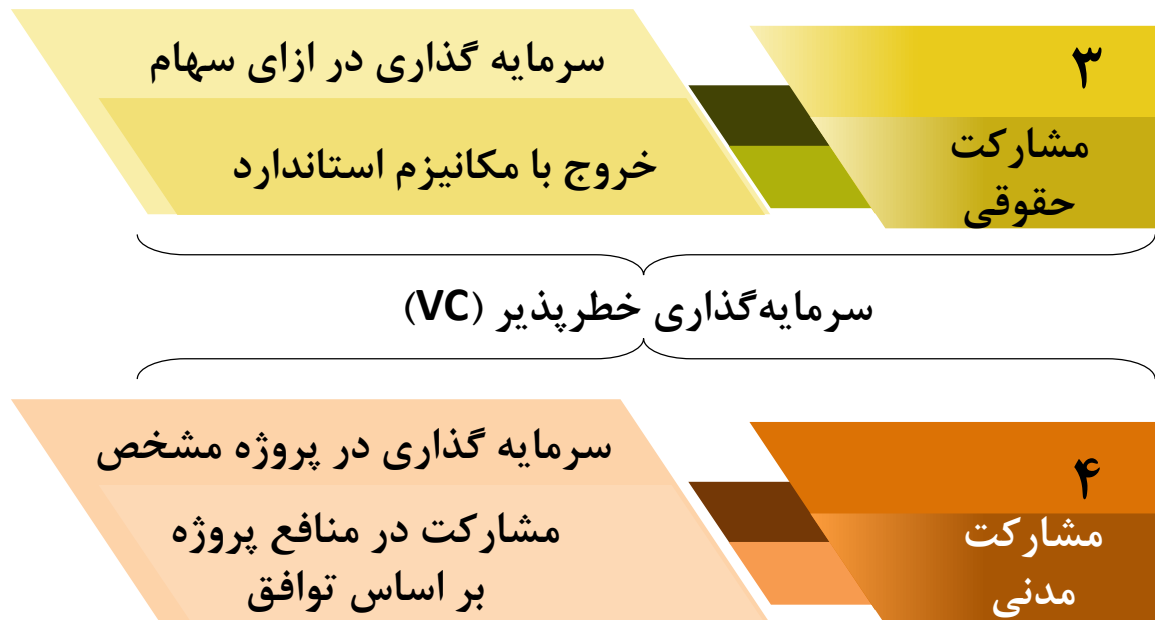 ۳
مشارکت
حقوقی
سرمایه گذاری در ازای سهام
خروج با مکانیزم استاندارد
سرمایه‌گذاری خطرپذیر (VC)
۴
مشارکت
مدنی
سرمایه گذاری در پروژه مشخص
مشارکت در منافع پروژه
بر اساس توافق